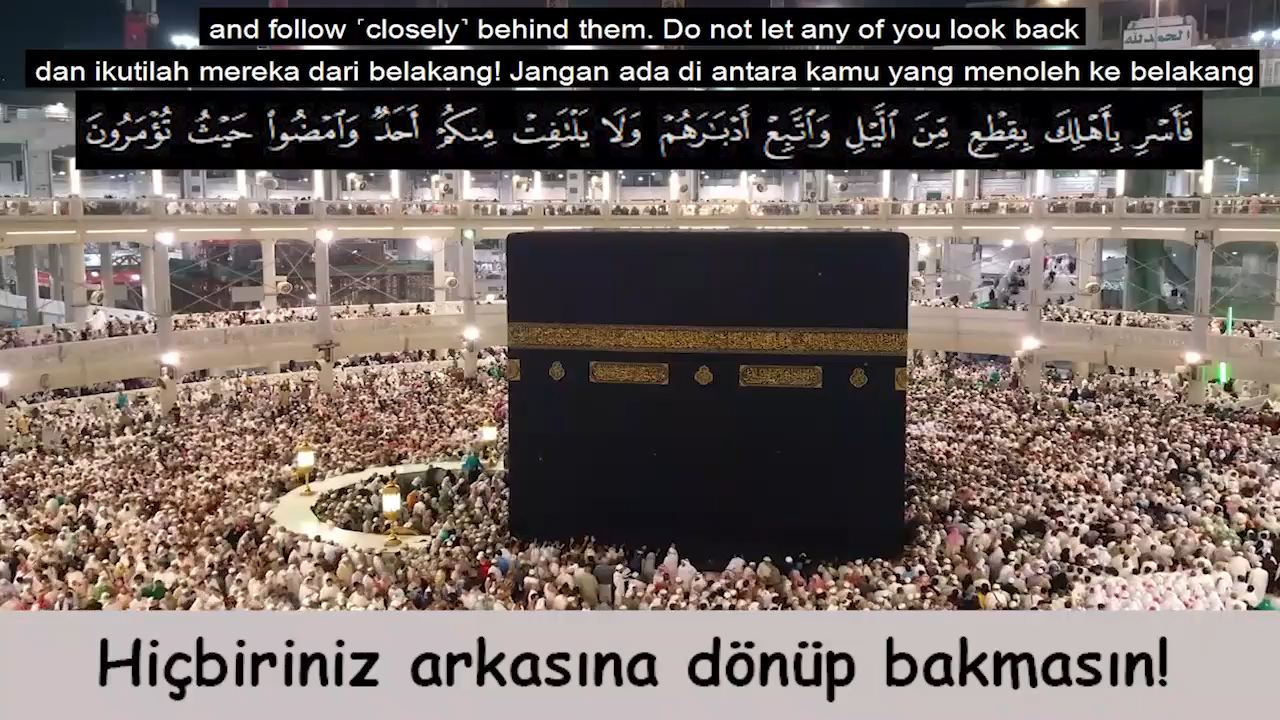 and follow ˹closely˺ behind them. Do not let any of you look back
dan ikutilah mereka dari belakang! Jangan ada di antara kamu yang menoleh ke belakang
فَأَسْرِ بِأَهْلِكَ بِقِطْعٍ مِّنَ ٱلَّيْلِ وَٱتَّبِعْ أَدْبَـٰرَهُمْ وَلَا يَلْتَفِتْ مِنكُمْ أَحَدٌ وَٱمْضُوا۟ حَيْثُ تُؤْمَرُونَ
Hiçbiriniz arkasına dönüp bakmasın!